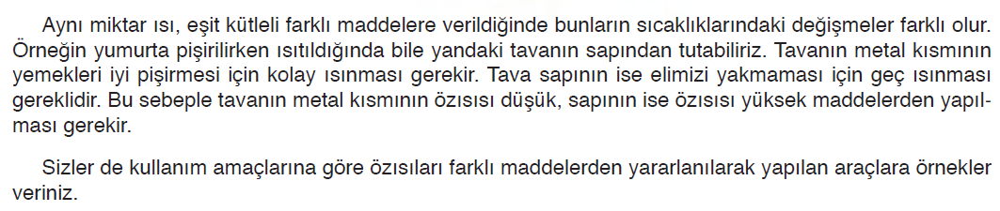 Aynı miktar ısı, eşit kütleli farklı maddelere verildiğinde bunların sıcaklıklarındaki değişmeler farklı olur.
Örneğin yumurta pişirilirken ısıtıldığında bile yandaki tavanın sapından tutabiliriz. Tavanın metal kısmının
yemekleri iyi pişirmesi için kolay ısınması gerekir. Tava sapının ise elimizi yakmaması için geç ısınması
gereklidir. Bu sebeple tavanın metal kısmının özısısı düşük, sapının ise özısısı yüksek maddelerden yapıl-
ması gerekir.
Sizler de kullanım amaçlarına göre özısıları farklı maddelerden yararlanılarak yapılan araçlara örnekler
veriniz.